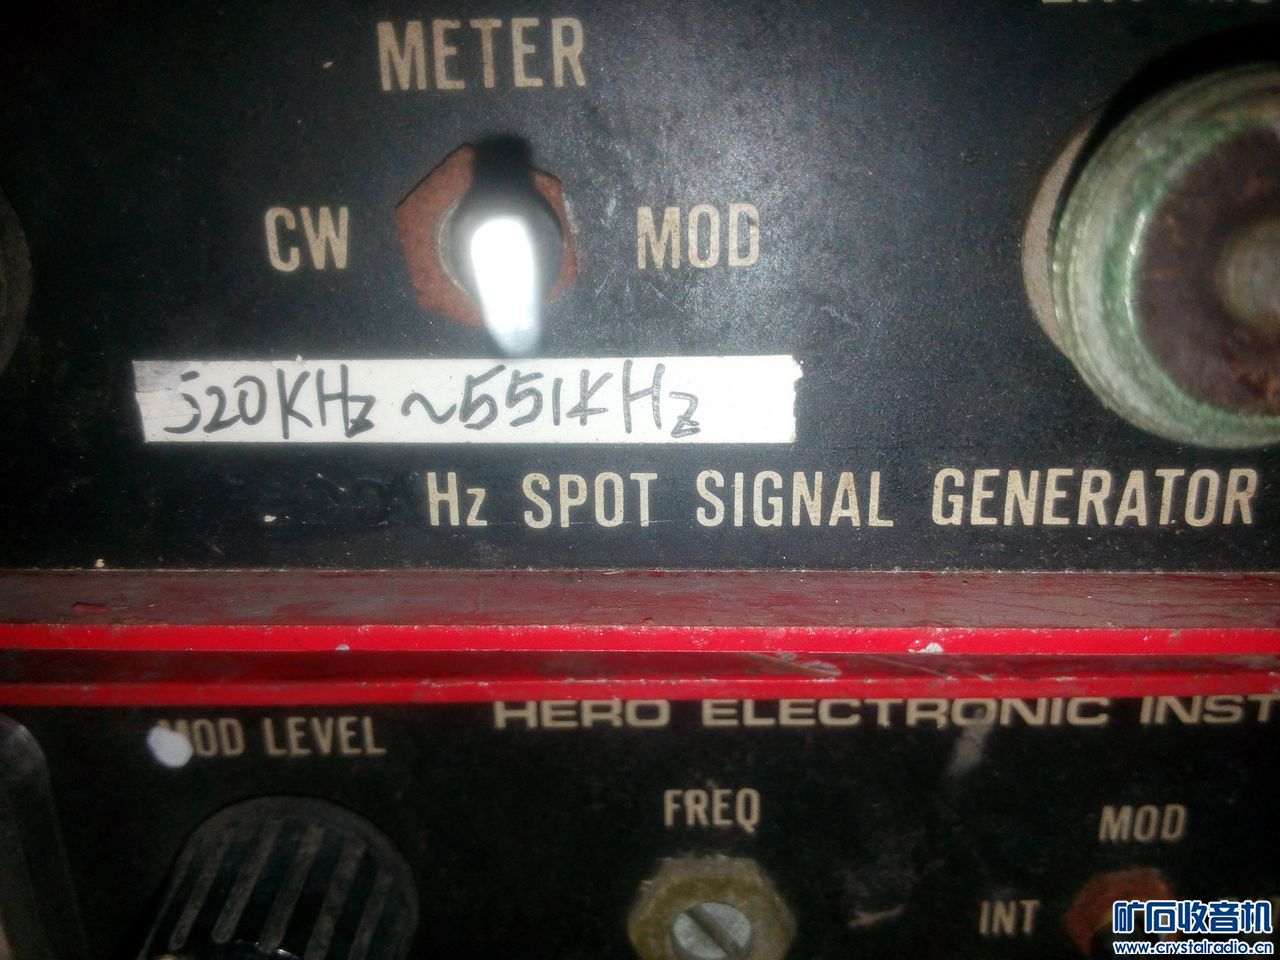 METER
CW
MOD
520KHz ~551KHz
Hz SPOT SIGNAL GENERATOR
HERO ELECTRONIC INST
MOD LEVEL
FREQ
MOD
INT
矿石收音机
www.crystalradio.cn